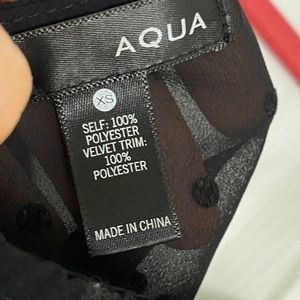 AQUA
XS
SELF: 100%
POLYESTER
VELVET TRIM:
100%
POLYESTER
MADE IN CHINA